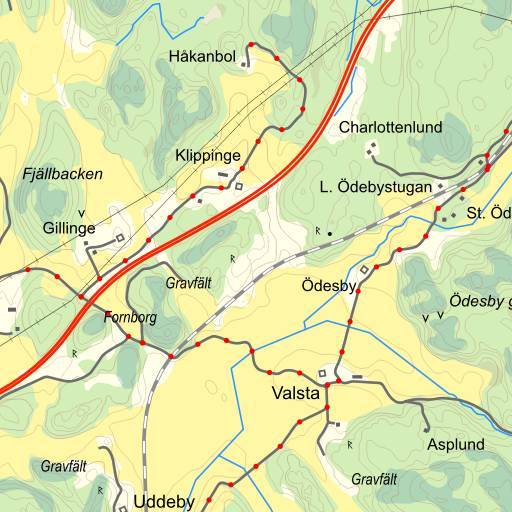 Håkanbol
Charlottenlund
Klippinge
Fjällbacken
L. Ödebystugan
St. Öd
Gillinge
Gravfält
Ödesby
Ödesby g
Fornborg
Valsta
Asplund
Gravfält
Gravfält
Uddeby